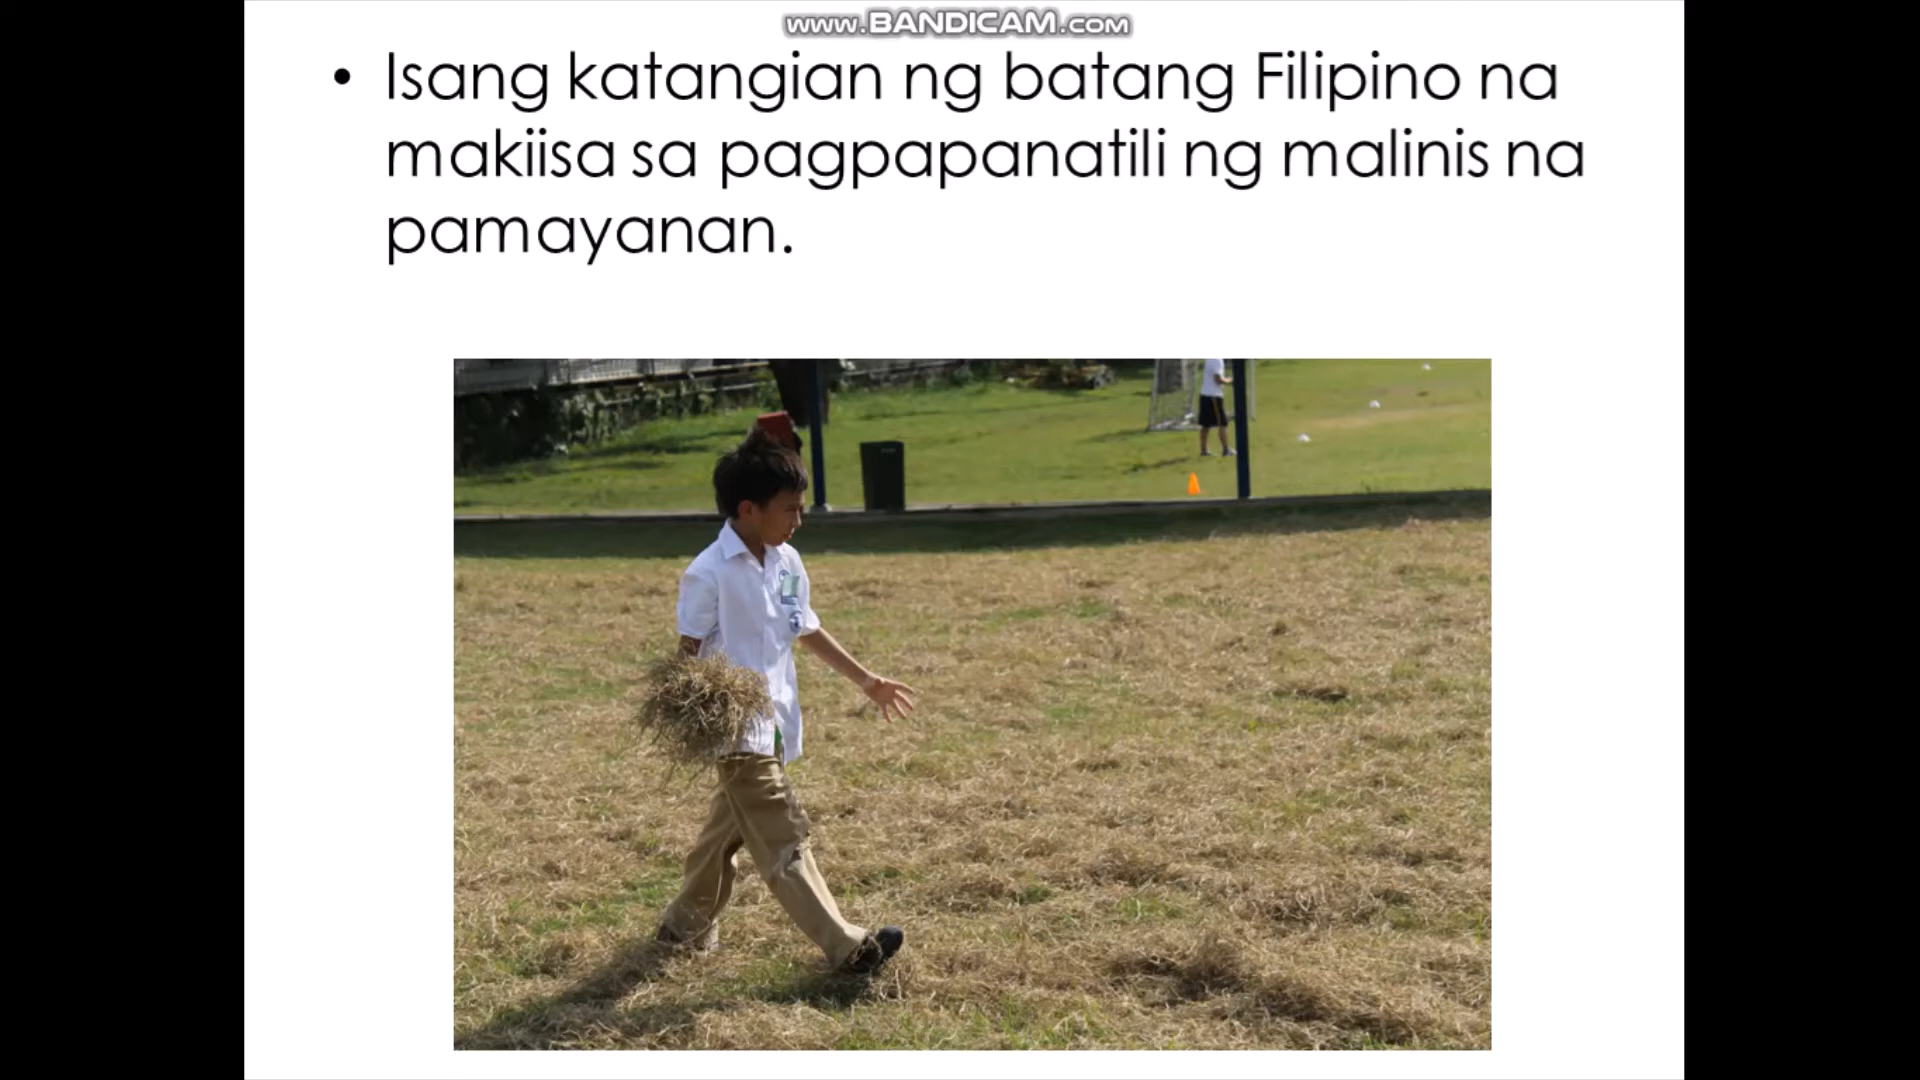 www.BANDICAM.com
• Isang katangian ng batang Filipino na
makiisa sa pagpapanatili ng malinis na
pamayanan.